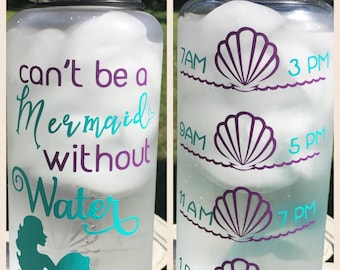 can't be a
Mermaid
without
Water
7AM 3 PM
9AM 5 PM
11 AM 7 PM